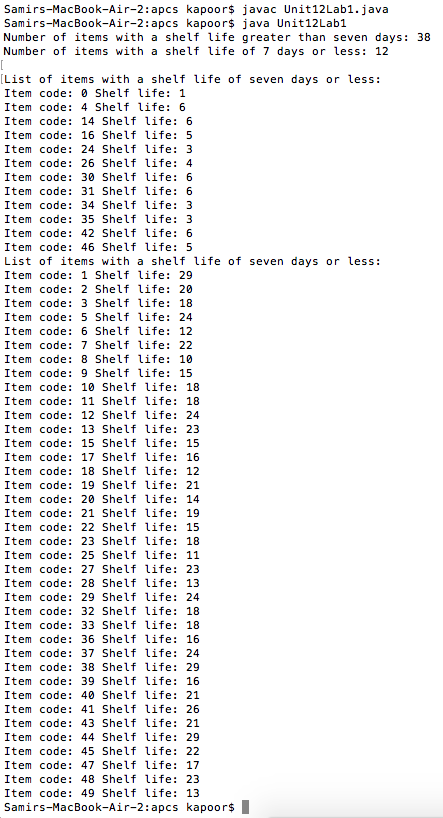 Samirs-MacBook-Air-2:apcs kapoor$ javac Unit12Lab1.java
Samirs-MacBook-Air-2:apcs kapoor$ java Unit12Lab1
Number of items with a shelf life greater than seven days: 38
Number of items with a shelf life of 7 days or less: 12
[
[List of items with a shelf life of seven days or less:
Item code: 0 Shelf life: 1
Item code: 4 Shelf life: 6
Item code: 14 Shelf life: 6
Item code: 16 Shelf life: 5
Item code: 24 Shelf life: 3
Item code: 26 Shelf life: 4
Item code: 30 Shelf life: 6
Item code: 31 Shelf life: 6
Item code: 34 Shelf life: 3
Item code: 35 Shelf life: 3
Item code: 42 Shelf life: 6
Item code: 46 Shelf life: 5
List of items with a shelf life of seven days or less:
Item code: 1 Shelf life: 29
Item code: 2 Shelf life: 20
Item code: 3 Shelf life: 18
Item code: 5 Shelf life: 24
Item code: 6 Shelf life: 12
Item code: 7 Shelf life: 22
Item code: 8 Shelf life: 10
Item code: 9 Shelf life: 15
Item code: 10 Shelf life: 18
Item code: 11 Shelf life: 18
Item code: 12 Shelf life: 24
Item code: 13 Shelf life: 23
Item code: 15 Shelf life: 15
Item code: 17 Shelf life: 16
Item code: 18 Shelf life: 12
Item code: 19 Shelf life: 21
Item code: 20 Shelf life: 14
Item code: 21 Shelf life: 19
Item code: 22 Shelf life: 15
Item code: 23 Shelf life: 18
Item code: 25 Shelf life: 11
Item code: 27 Shelf life: 23
Item code: 28 Shelf life: 13
Item code: 29 Shelf life: 24
Item code: 32 Shelf life: 18
Item code: 33 Shelf life: 18
Item code: 36 Shelf life: 16
Item code: 37 Shelf life: 24
Item code: 38 Shelf life: 29
Item code: 39 Shelf life: 16
Item code: 40 Shelf life: 21
Item code: 41 Shelf life: 26
Item code: 43 Shelf life: 21
Item code: 44 Shelf life: 29
Item code: 45 Shelf life: 22
Item code: 47 Shelf life: 17
Item code: 48 Shelf life: 23
Item code: 49 Shelf life: 13
Samirs-MacBook-Air-2:apcs kapoor$